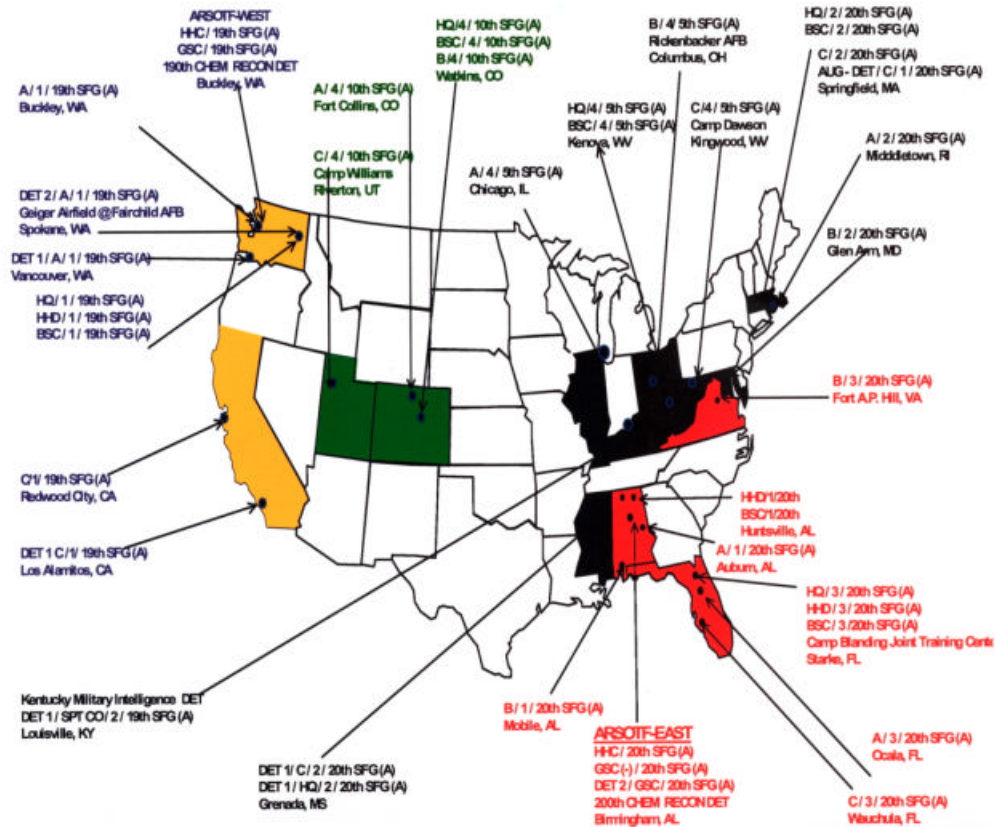 ARSOTF-WEST
HHC / 19th SFG (A)
GSC / 19th SFG (A)
190th CHEM RECON DET
Buckley, WA
A / 1 / 19th SFG (A)
Buckley, WA
DET 2 / A / 1 / 19th SFG (A)
Geiger Airfield @Fairchild AFB
Spokane, WA
DET 1 / A / 1 / 19th SFG (A)
Vancouver, WA
HQ / 1 / 19th SFG (A)
HHD / 1 / 19th SFG (A)
BSC / 1 / 19th SFG (A)
C/1/ 19th SFG (A)
Redwood City, CA
DET 1 C /1/ 19th SFG (A)
Los Alamitos, CA
HQ/4 / 10th SFG (A)
BSC / 4 / 10th SFG (A)
B /4 / 10th SFG (A)
Watkins, CO
A / 4 / 10th SFG (A)
Fort Collins, CO
C / 4 / 10th SFG (A)
Camp Williams
Riverton, UT
B / 4/ 5th SFG (A)
Rickenbacker AFB
Columbus, OH
HQ /4 / 5th SFG (A)
BSC / 4 / 5th SFG (A)
Kenova, WV
C /4 / 5th SFG (A)
Camp Dawson
Kingwood, WV
A / 4 / 5th SFG (A)
Chicago, IL
HQ / 2 / 20th SFG (A)
BSC / 2 / 20th SFG (A)
C / 2 / 20th SFG (A)
AUG - DET / C / 1 / 20th SFG (A)
Springfield, MA
A / 2 / 20th SFG (A)
Midddletown, RI
B / 2 / 20th SFG (A)
Glen Arm, MD
B / 3 / 20th SFG (A)
Fort A.P. Hill, VA
HHD/1/20th
BSC/1/20th
Huntsville, AL
A / 1 / 20th SFG (A)
Auburn, AL
HQ / 3 / 20th SFG (A)
HHD / 3 / 20th SFG (A)
BSC / 3 /20th SFG (A)
Camp Blanding Joint Training Cente
Starke, FL
A / 3 / 20th SFG (A)
Ocala, FL
C / 3 / 20th SFG (A)
Wauchula, FL
B / 1 / 20th SFG (A)
Mobile, AL
ARSOTF-EAST
HHC / 20th SFG (A)
GSC (-) / 20th SFG (A)
DET 2 / GSC / 20th SFG (A)
200th CHEM RECON DET
Birmingham, AL
Kentucky Military Intelligence DET
DET 1 / SPT CO / 2 / 19th SFG (A)
Louisville, KY
DET 1/ C / 2 / 20th SFG (A)
DET 1 / HQ / 2 / 20th SFG (A)
Grenada, MS